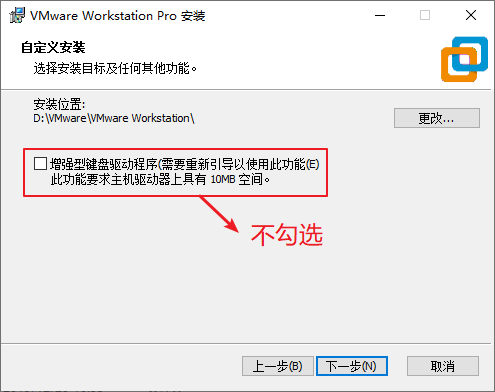 VMware Workstation Pro 安装
自定义安装
选择安装目标及任何其他功能。
安装位置:
D:\VMware\VMware Workstation\
更改...
增强型键盘驱动程序(需要重新引导以使用此功能(E)
此功能要求主机驱动器上具有 10MB 空间。
不勾选
上一步(B)
下一步(N)
取消